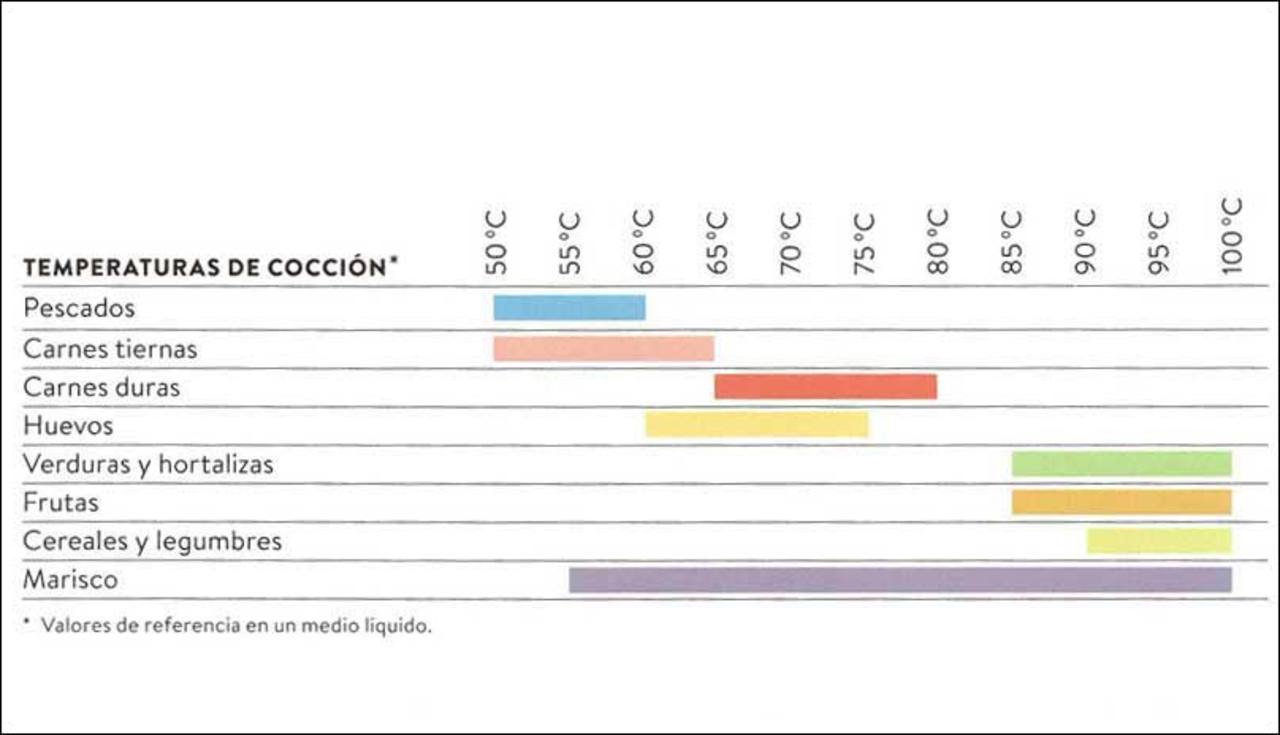 50°C 55°C 60°C 65°C 70°C 75°C 80°C 85°C 90°C 95°C 100°C
TEMPERATURAS DE COCCIÓN*
Pescados
Carnes tiernas
Carnes duras
Huevos
Verduras y hortalizas
Frutas
Cereales y legumbres
Marisco
* Valores de referencia en un medio líquido.